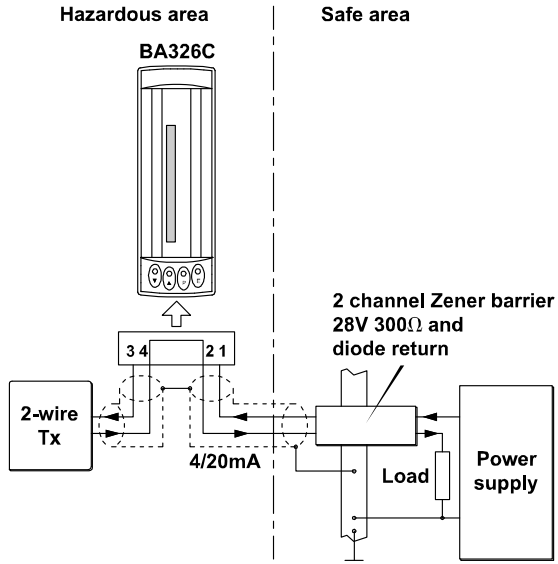 Hazardous area
Safe area
BA326C
2 channel Zener barrier
28V 300Ω and
diode return
3 4
2 1
2-wire
Tx
4/20mA
Load
Power
supply